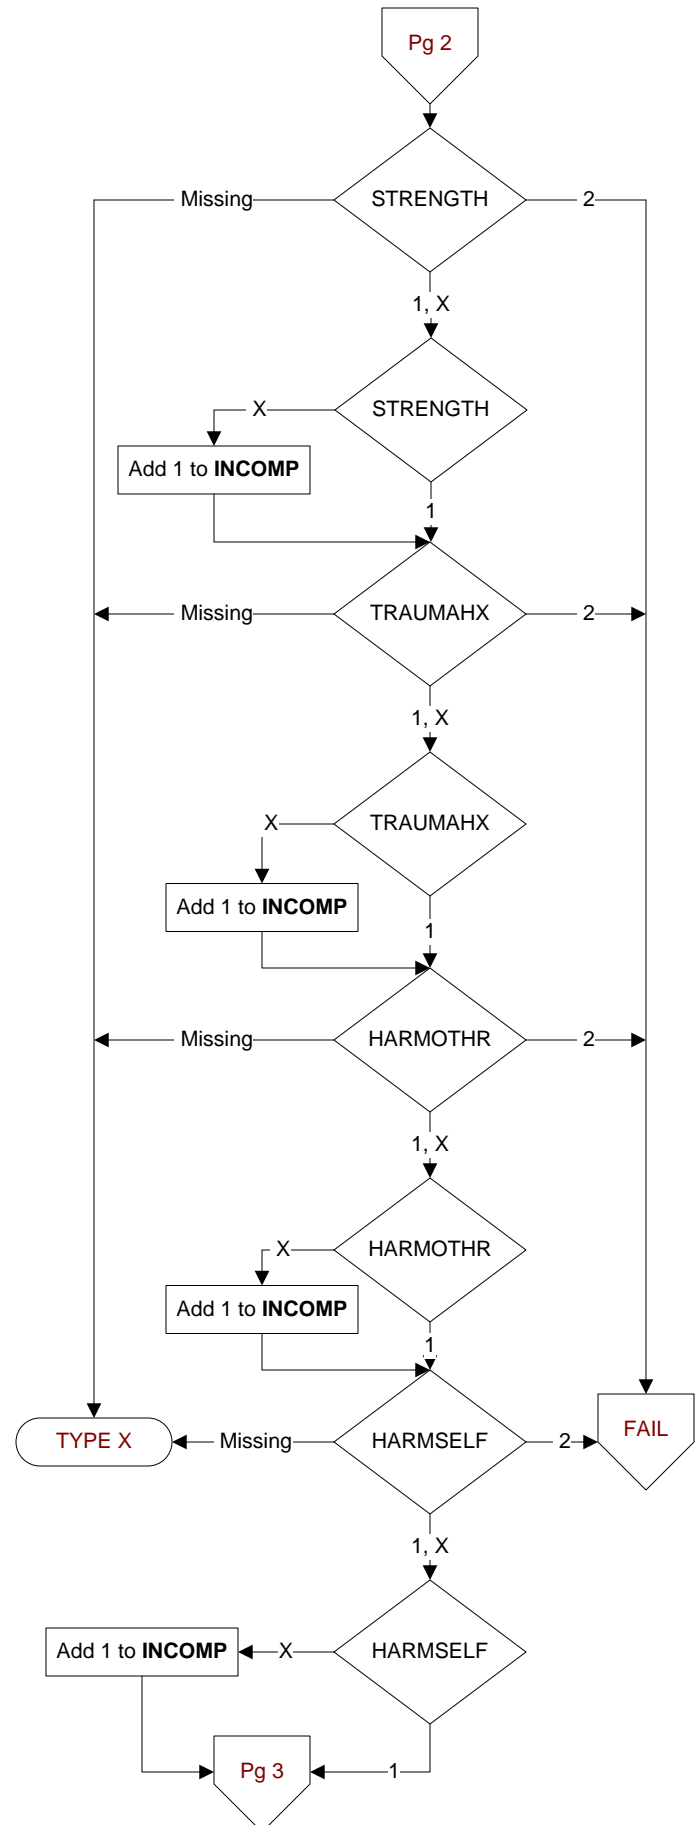 Pg 2
Missing
STRENGTH
2
1, X
X
STRENGTH
Add 1 to INCOMP
1
Missing
TRAUMAHX
2
1, X
X
TRAUMAHX
Add 1 to INCOMP
1
Missing
HARMOTHR
2
1, X
X
HARMOTHR
Add 1 to INCOMP
1
TYPE X
Missing
HARMSELF
2
FAIL
1, X
Add 1 to INCOMP
X
HARMSELF
Pg 3
1